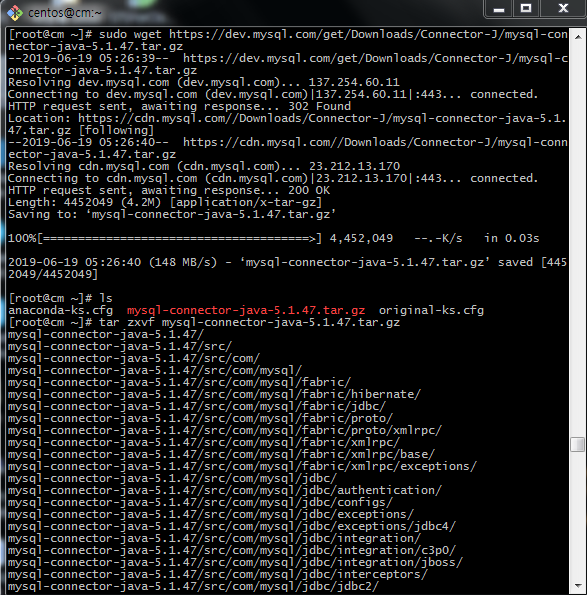 centos@cm:~
[root@cm ~]# sudo wget https://dev.mysql.com/get/Downloads/Connector-J/mysql-con
nector-java-5.1.47.tar.gz
--2019-06-19 05:26:39--  https://dev.mysql.com/get/Downloads/Connector-J/mysql-c
onnector-java-5.1.47.tar.gz
Resolving dev.mysql.com (dev.mysql.com)... 137.254.60.11
Connecting to dev.mysql.com (dev.mysql.com)|137.254.60.11|:443... connected.
HTTP request sent, awaiting response... 302 Found
Location: https://cdn.mysql.com//Downloads/Connector-J/mysql-connector-java-5.1.
47.tar.gz [following]
--2019-06-19 05:26:40--  https://cdn.mysql.com//Downloads/Connector-J/mysql-conn
ector-java-5.1.47.tar.gz
Resolving cdn.mysql.com (cdn.mysql.com)... 23.212.13.170
Connecting to cdn.mysql.com (cdn.mysql.com)|23.212.13.170|:443... connected.
HTTP request sent, awaiting response... 200 OK
Length: 4452049 (4.2M) [application/x-tar-gz]
Saving to: ‘mysql-connector-java-5.1.47.tar.gz’
100%[======================================>] 4,452,049   --.-K/s   in 0.03s
2019-06-19 05:26:40 (148 MB/s) - ‘mysql-connector-java-5.1.47.tar.gz’ saved [445
2049/4452049]
[root@cm ~]# ls
anaconda-ks.cfg  mysql-connector-java-5.1.47.tar.gz  original-ks.cfg
[root@cm ~]# tar zxvf mysql-connector-java-5.1.47.tar.gz
mysql-connector-java-5.1.47/
mysql-connector-java-5.1.47/src/
mysql-connector-java-5.1.47/src/com/
mysql-connector-java-5.1.47/src/com/mysql/
mysql-connector-java-5.1.47/src/com/mysql/fabric/
mysql-connector-java-5.1.47/src/com/mysql/fabric/hibernate/
mysql-connector-java-5.1.47/src/com/mysql/fabric/jdbc/
mysql-connector-java-5.1.47/src/com/mysql/fabric/proto/
mysql-connector-java-5.1.47/src/com/mysql/fabric/proto/xmlrpc/
mysql-connector-java-5.1.47/src/com/mysql/fabric/xmlrpc/
mysql-connector-java-5.1.47/src/com/mysql/fabric/xmlrpc/base/
mysql-connector-java-5.1.47/src/com/mysql/fabric/xmlrpc/exceptions/
mysql-connector-java-5.1.47/src/com/mysql/jdbc/
mysql-connector-java-5.1.47/src/com/mysql/jdbc/authentication/
mysql-connector-java-5.1.47/src/com/mysql/jdbc/configs/
mysql-connector-java-5.1.47/src/com/mysql/jdbc/exceptions/
mysql-connector-java-5.1.47/src/com/mysql/jdbc/exceptions/jdbc4/
mysql-connector-java-5.1.47/src/com/mysql/jdbc/integration/
mysql-connector-java-5.1.47/src/com/mysql/jdbc/integration/c3p0/
mysql-connector-java-5.1.47/src/com/mysql/jdbc/integration/jboss/
mysql-connector-java-5.1.47/src/com/mysql/jdbc/interceptors/
mysql-connector-java-5.1.47/src/com/mysql/jdbc/jdbc2/